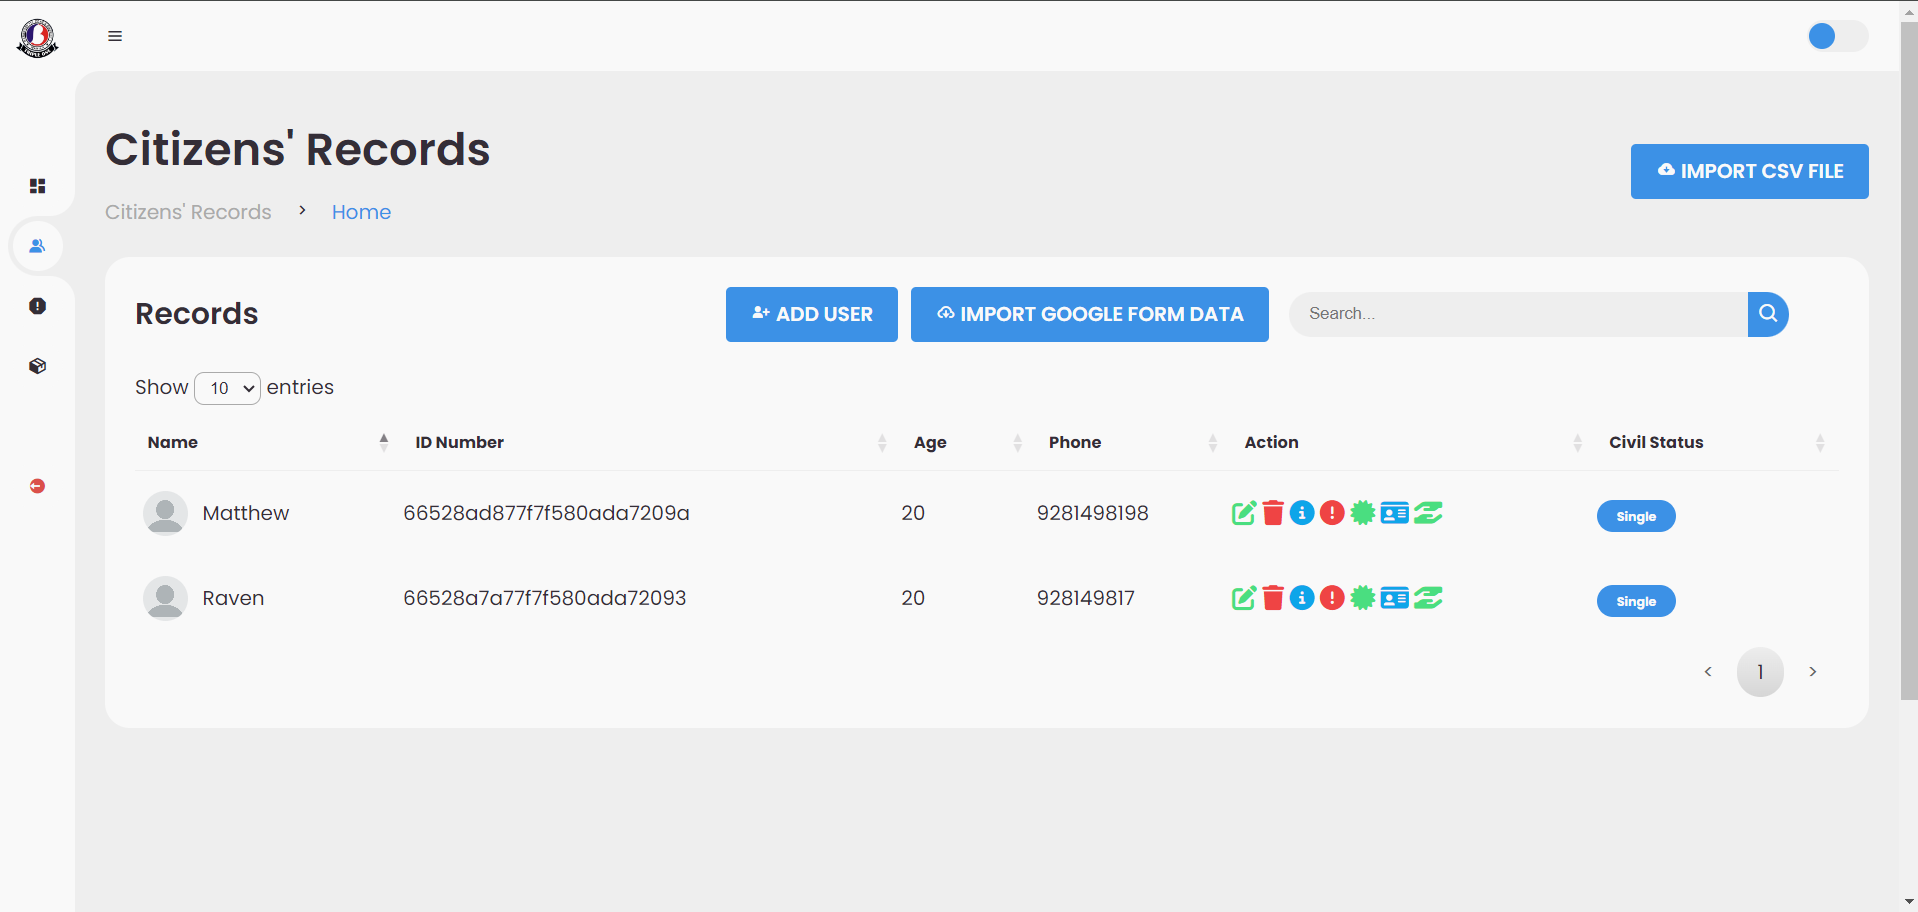 Citizens' Records
Citizens' Records > Home
IMPORT CSV FILE
Records
ADD USER
IMPORT GOOGLE FORM DATA
Search...
Show 10 entries
Name ID Number Age Phone Action Civil Status
Matthew 66528ad877f7f580ada7209a 20 9281498198 Single
Raven 66528a7a77f7f580ada72093 20 928149817 Single
< 1 >